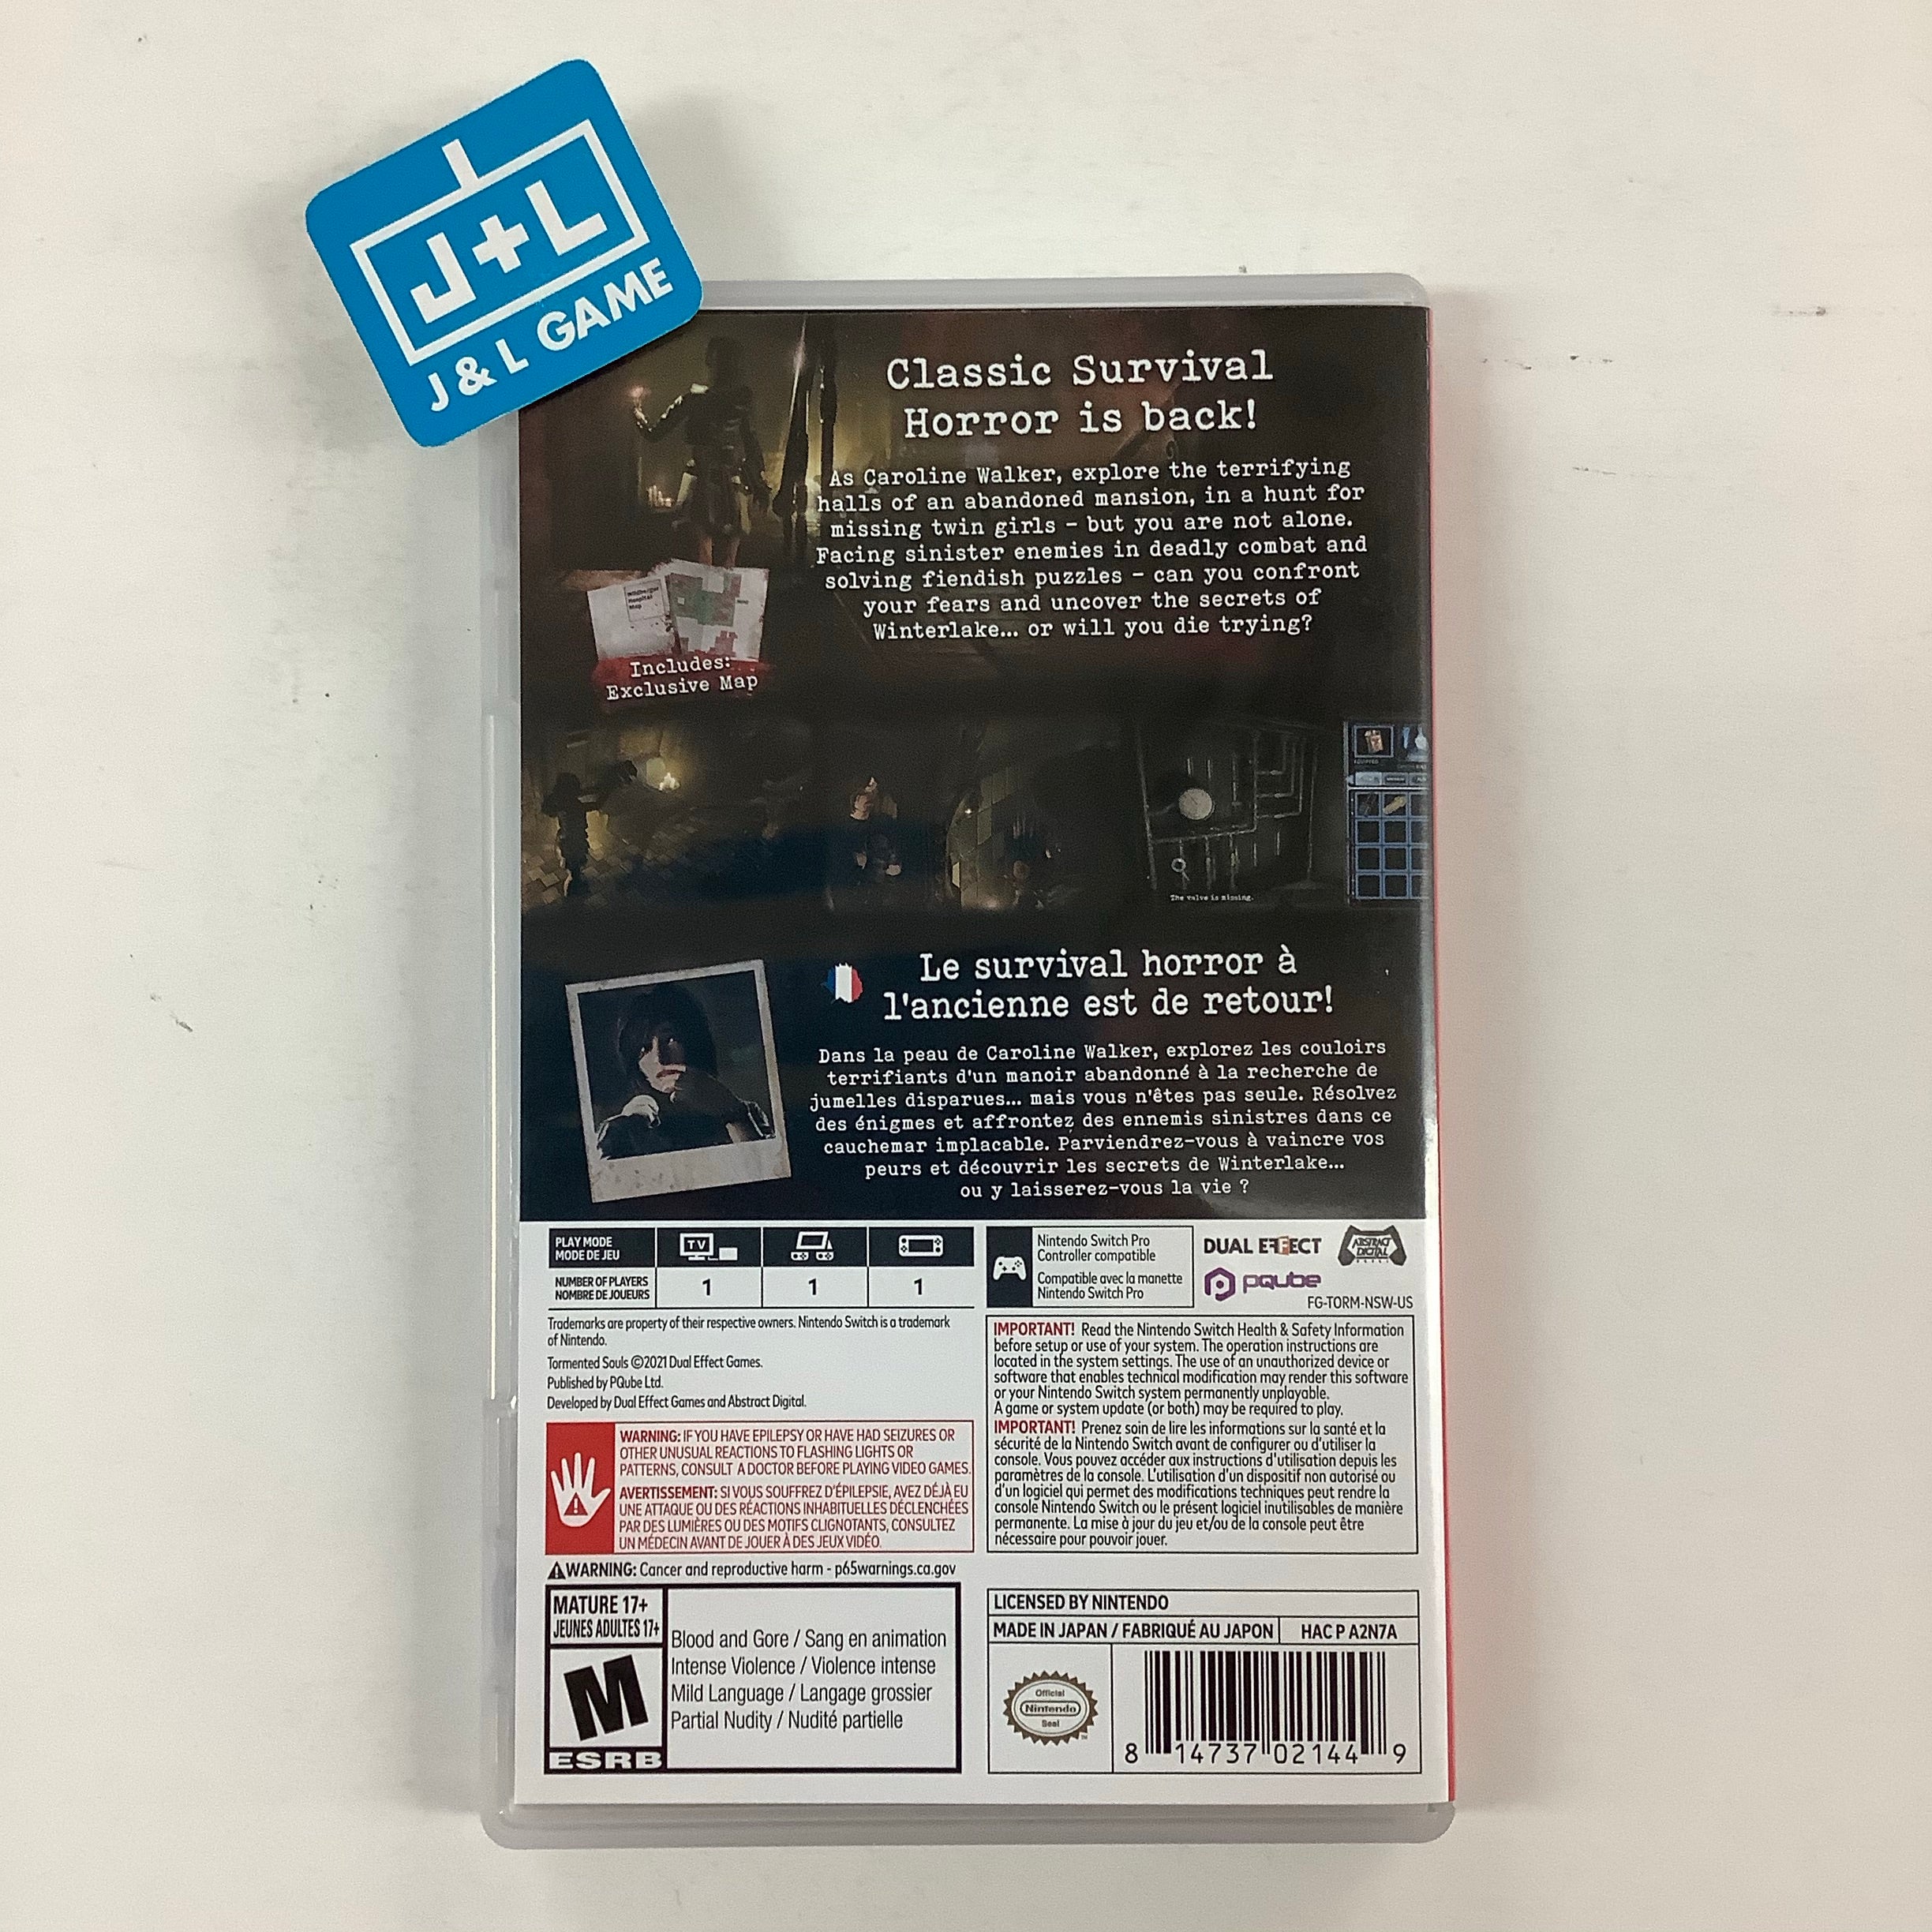 J+L
J & L GAME
Classic Survival
Horror is back!
As Caroline Walker, explore the terrifying
halls of an abandoned mansion, in a hunt for
missing twin girls – but you are not alone.
Facing sinister enemies in deadly combat and
solving fiendish puzzles – can you confront
your fears and uncover the secrets of
Winterlake... or will you die trying?
Hospital
Map
Includes:
Exclusive Map
The valve is missing.
Le survival horror à
l'ancienne est de retour!
Dans la peau de Caroline Walker, explorez les couloirs
terrifiants d'un manoir abandonné à la recherche de
jumelles disparues... mais vous n'êtes pas seule. Résolvez
des énigmes et affrontez des ennemis sinistres dans ce
cauchemar implacable. Parviendrez-vous à vaincre vos
peurs et découvrir les secrets de Winterlake...
ou y laisserez-vous la vie ?
PLAY MODE
MODE DE JEU
TV
NUMBER OF PLAYERS
NOMBRE DE JOUEURS
1
1
1
Nintendo Switch Pro
Controller compatible
Compatible avec la manette
Nintendo Switch Pro
DUAL EFFECT
ABSTRACT
DIGITAL
pqube
FG-TORM-NSW-US
Trademarks are property of their respective owners. Nintendo Switch is a trademark
of Nintendo.
Tormented Souls ©2021 Dual Effect Games.
Published by PQube Ltd.
Developed by Dual Effect Games and Abstract Digital.
WARNING: IF YOU HAVE EPILEPSY OR HAVE HAD SEIZURES OR
OTHER UNUSUAL REACTIONS TO FLASHING LIGHTS OR
PATTERNS, CONSULT A DOCTOR BEFORE PLAYING VIDEO GAMES.
AVERTISSEMENT: SI VOUS SOUFFREZ D'ÉPILEPSIE, AVEZ DÉJÀ EU
UNE ATTAQUE OU DES RÉACTIONS INHABITUELLES DÉCLENCHÉES
PAR DES LUMIÈRES OU DES MOTIFS CLIGNOTANTS, CONSULTEZ
UN MÉDECIN AVANT DE JOUER À DES JEUX VIDÉO.
WARNING: Cancer and reproductive harm - p65warnings.ca.gov
IMPORTANT! Read the Nintendo Switch Health & Safety Information
before setup or use of your system. The operation instructions are
located in the system settings. The use of an unauthorized device or
software that enables technical modification may render this software
or your Nintendo Switch system permanently unplayable.
A game or system update (or both) may be required to play.
IMPORTANT! Prenez soin de lire les informations sur la santé et la
sécurité de la Nintendo Switch avant de configurer ou d'utiliser la
console. Vous pouvez accéder aux instructions d'utilisation depuis les
paramètres de la console. L'utilisation d'un dispositif non autorisé ou
d'un logiciel qui permet des modifications techniques peut rendre la
console Nintendo Switch ou le présent logiciel inutilisables de manière
permanente. La mise à jour du jeu et/ou de la console peut être
nécessaire pour pouvoir jouer.
MATURE 17+
JEUNES ADULTES 17+
M
ESRB
Blood and Gore / Sang en animation
Intense Violence / Violence intense
Mild Language / Langage grossier
Partial Nudity / Nudité partielle
LICENSED BY NINTENDO
MADE IN JAPAN / FABRIQUÉ AU JAPON
HAC P A2N7A
Official
Nintendo
Seal
8 14737 02144 9